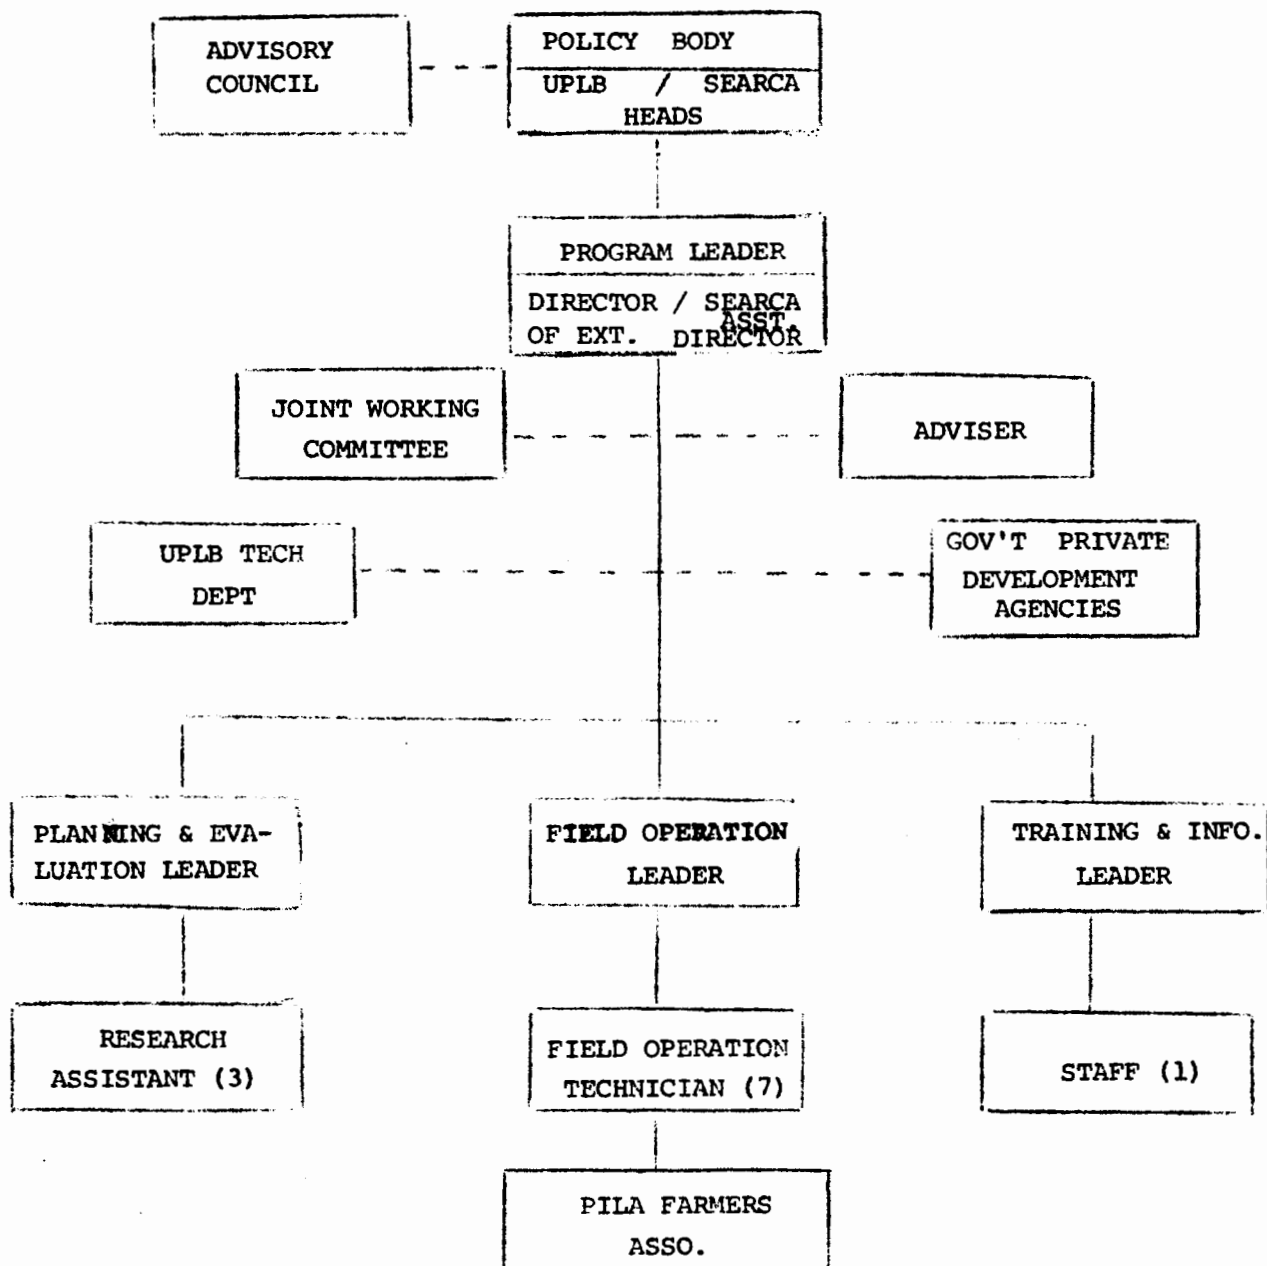 ADVISORY
COUNCIL
POLICY BODY
UPLB / SEARCA
HEADS
PROGRAM LEADER
DIRECTOR / SEARCA
ASST.
OF EXT. DIRECTOR
JOINT WORKING
COMMITTEE
ADVISER
UPLB TECH
DEPT
GOV'T PRIVATE
DEVELOPMENT
AGENCIES
PLANNING & EVA-
LUATION LEADER
FIELD OPERATION
LEADER
TRAINING & INFO.
LEADER
RESEARCH
ASSISTANT (3)
FIELD OPERATION
TECHNICIAN (7)
STAFF (1)
PILA FARMERS
ASSO.